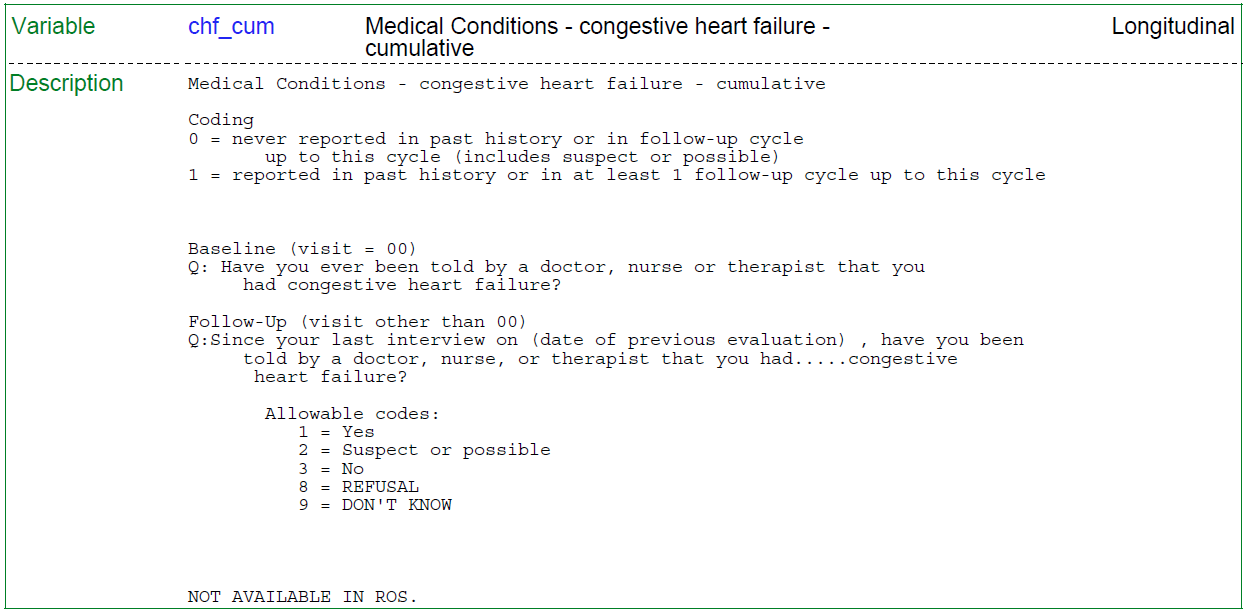 Variable chf_cum Medical Conditions - congestive heart failure - Longitudinal
cumulative
Description Medical Conditions - congestive heart failure - cumulative
Coding
0 = never reported in past history or in follow-up cycle
up to this cycle (includes suspect or possible)
1 = reported in past history or in at least 1 follow-up cycle up to this cycle
Baseline (visit = 00)
Q: Have you ever been told by a doctor, nurse or therapist that you
had congestive heart failure?
Follow-Up (visit other than 00)
Q:Since your last interview on (date of previous evaluation) , have you been
told by a doctor, nurse, or therapist that you had.....congestive
heart failure?
Allowable codes:
1 = Yes
2 = Suspect or possible
3 = No
8 = REFUSAL
9 = DON'T KNOW
NOT AVAILABLE IN ROS.